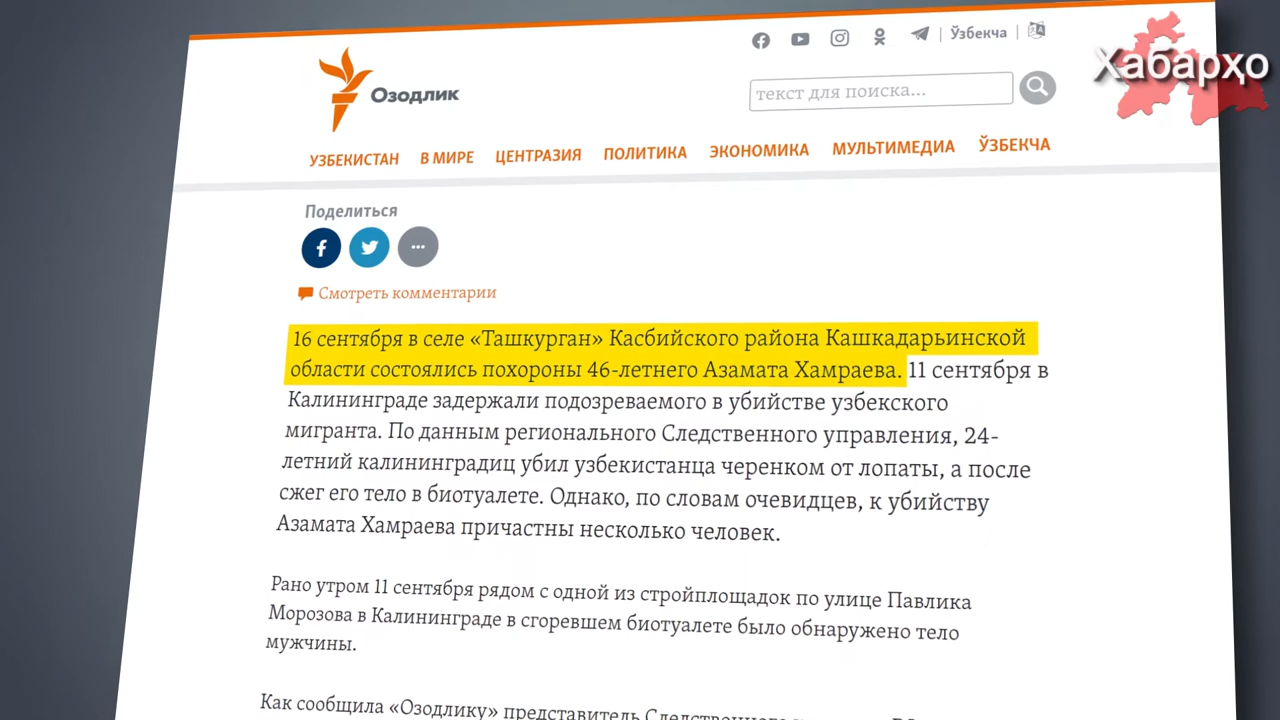 Хабарҳо
Ўзбекча
Озодлик
текст для поиска...
УЗБЕКИСТАН В МИРЕ ЦЕНТРАЗИЯ ПОЛИТИКА ЭКОНОМИКА МУЛЬТИМЕДИА ЎЗБЕКЧА
Поделиться
Смотреть комментарии
16 сентября в селе «Ташкурган» Касбийского района Кашкадарьинской
области состоялись похороны 46-летнего Азамата Хамраева. 11 сентября в
Калининграде задержали подозреваемого в убийстве узбекского
мигранта. По данным регионального Следственного управления, 24-
летний калининградиц убил узбекистанца черенком от лопаты, а после
сжег его тело в биотуалете. Однако, по словам очевидцев, к убийству
Азамата Хамраева причастны несколько человек.
Рано утром 11 сентября рядом с одной из стройплощадок по улице Павлика
Морозова в Калининграде в сгоревшем биотуалете было обнаружено тело
мужчины.
Как сообщила «Озодлику» представитель